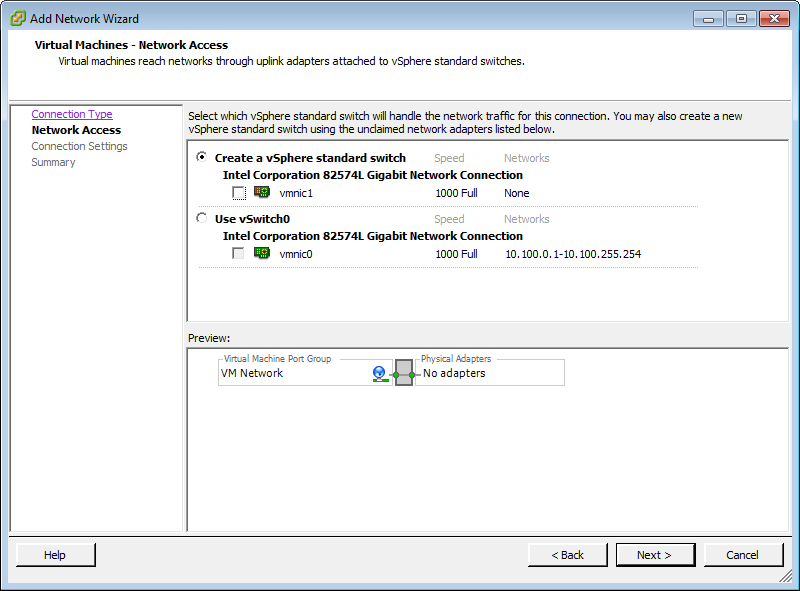 Add Network Wizard
Virtual Machines - Network Access
Virtual machines reach networks through uplink adapters attached to vSphere standard switches.
Connection Type
Network Access
Connection Settings
Summary
Select which vSphere standard switch will handle the network traffic for this connection. You may also create a new
vSphere standard switch using the unclaimed network adapters listed below.
Create a vSphere standard switch Speed Networks
Intel Corporation 82574L Gigabit Network Connection
vmnic1 1000 Full None
Use vSwitch0 Speed Networks
Intel Corporation 82574L Gigabit Network Connection
vmnic0 1000 Full 10.100.0.1-10.100.255.254
Preview:
Virtual Machine Port Group Physical Adapters
VM Network No adapters
Help < Back Next > Cancel